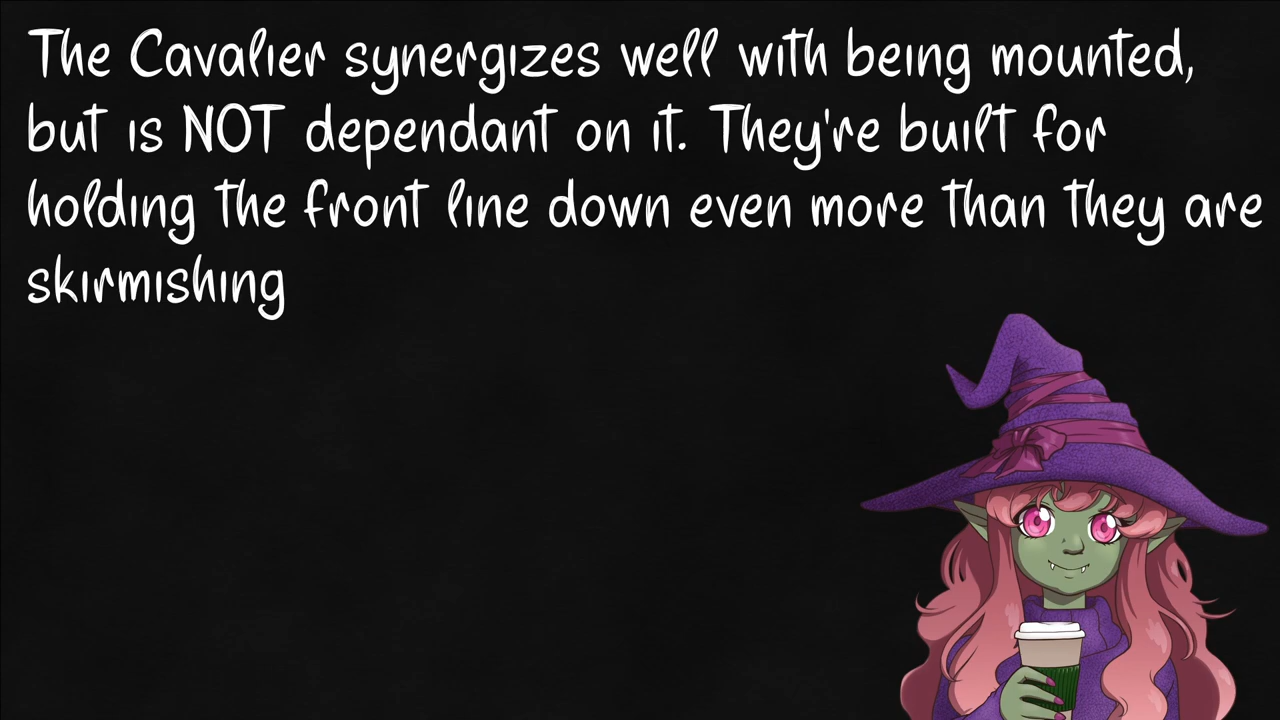 The Cavalier synergizes well with being mounted,
but is NOT dependant on it. They're built for
holding the front line down even more than they are
skirmishing